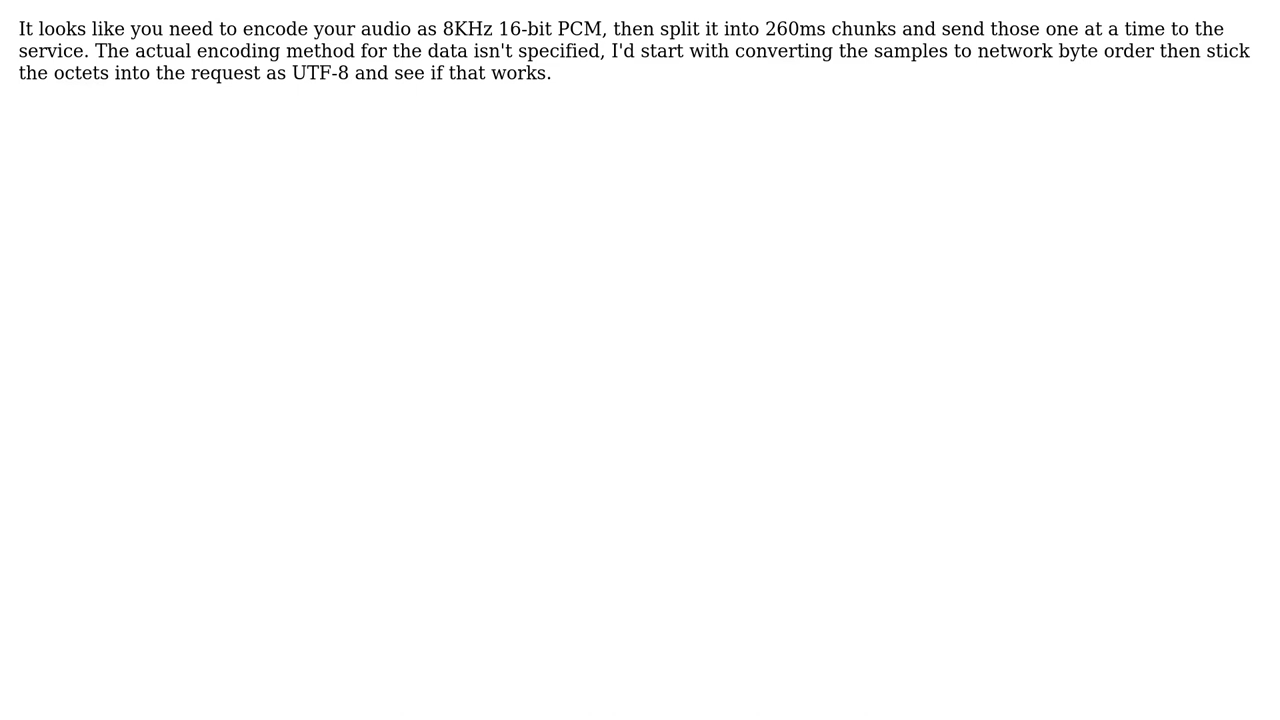 It looks like you need to encode your audio as 8KHz 16-bit PCM, then split it into 260ms chunks and send those one at a time to the
service. The actual encoding method for the data isn't specified, I'd start with converting the samples to network byte order then stick
the octets into the request as UTF-8 and see if that works.